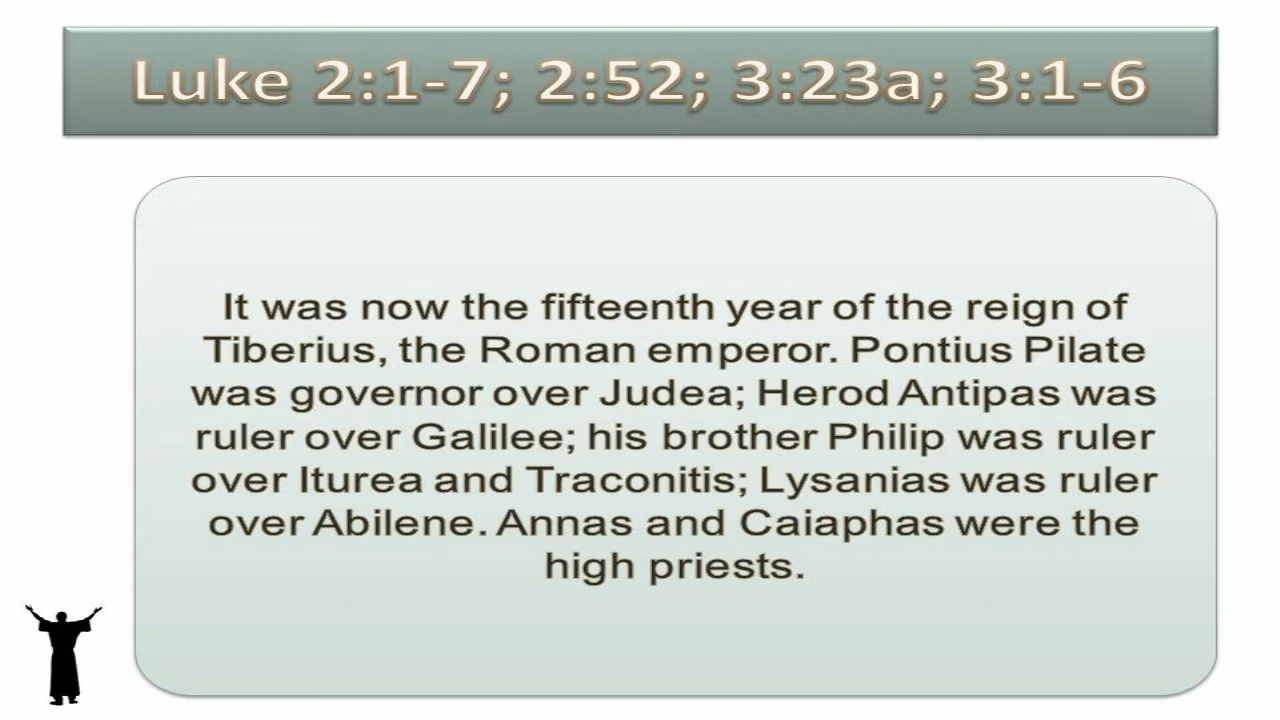 Luke 2:1-7; 2:52; 3:23a; 3:1-6
It was now the fifteenth year of the reign of
Tiberius, the Roman emperor. Pontius Pilate
was governor over Judea; Herod Antipas was
ruler over Galilee; his brother Philip was ruler
over Iturea and Traconitis; Lysanias was ruler
over Abilene. Annas and Caiaphas were the
high priests.